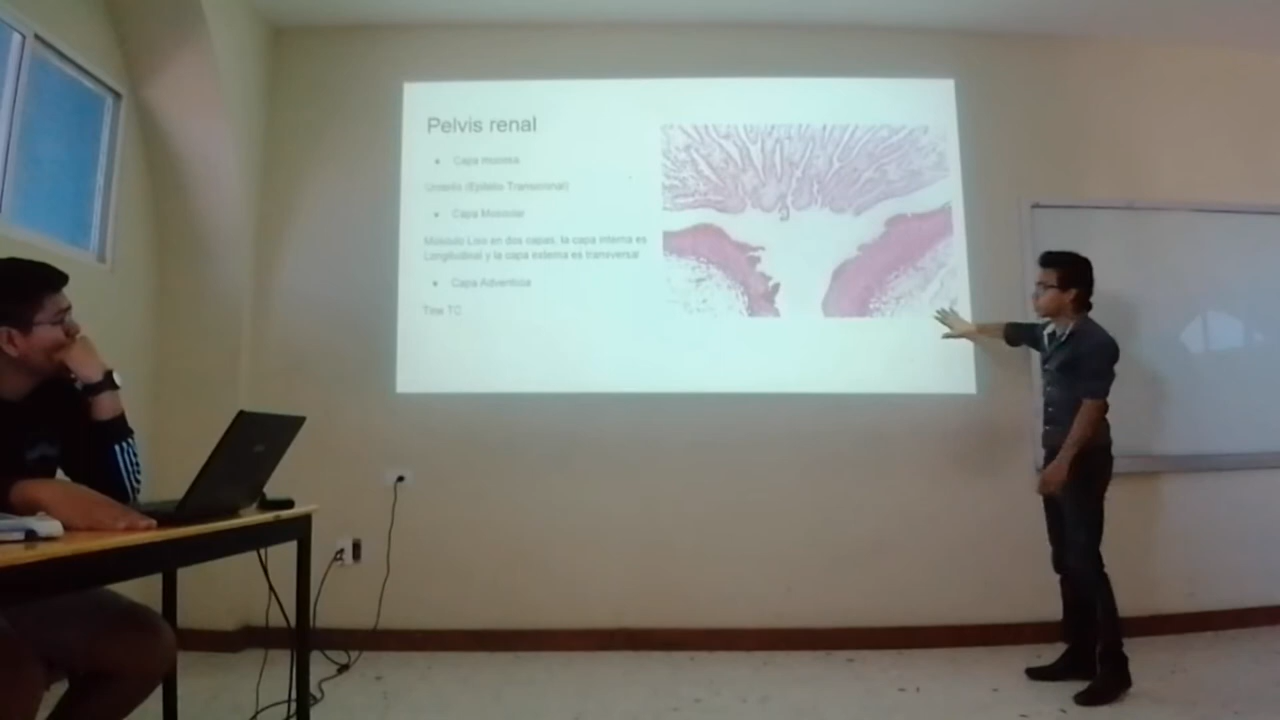 Pelvis renal
• Capa mucosa
Urotelio (Epitelio Transicional)
• Capa Muscular
Músculo Liso en dos capas, la capa interna es
Longitudinal y la capa externa es transversal
• Capa Adventicia
TC